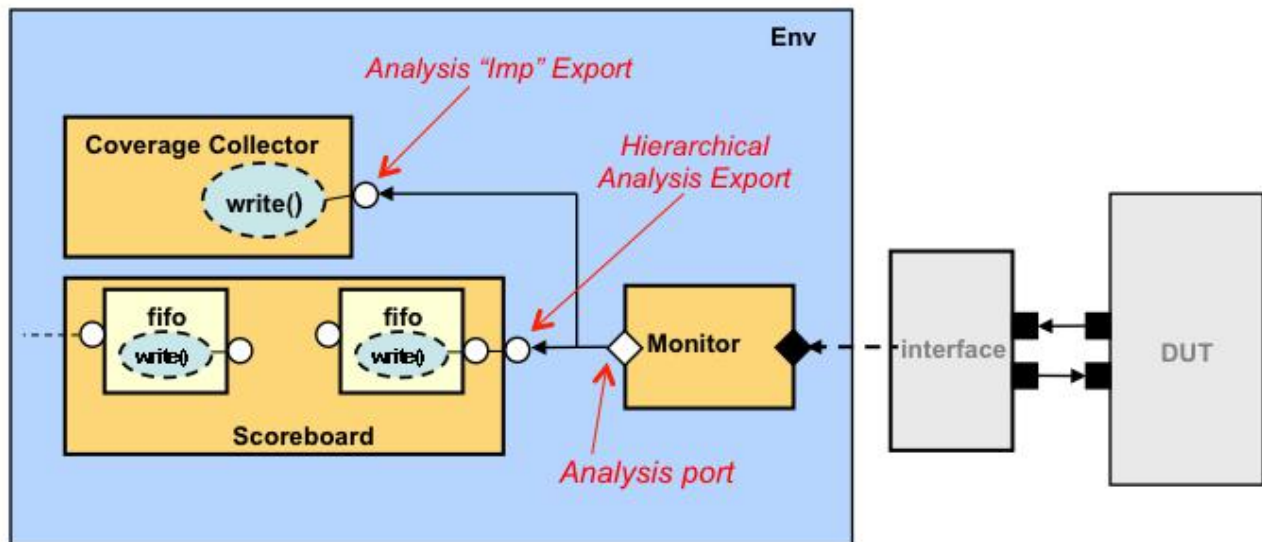 Env
Analysis “Imp” Export
Coverage Collector
write()
Hierarchical
Analysis Export
fifo
write()
fifo
write()
Scoreboard
Monitor
Analysis port
interface
DUT